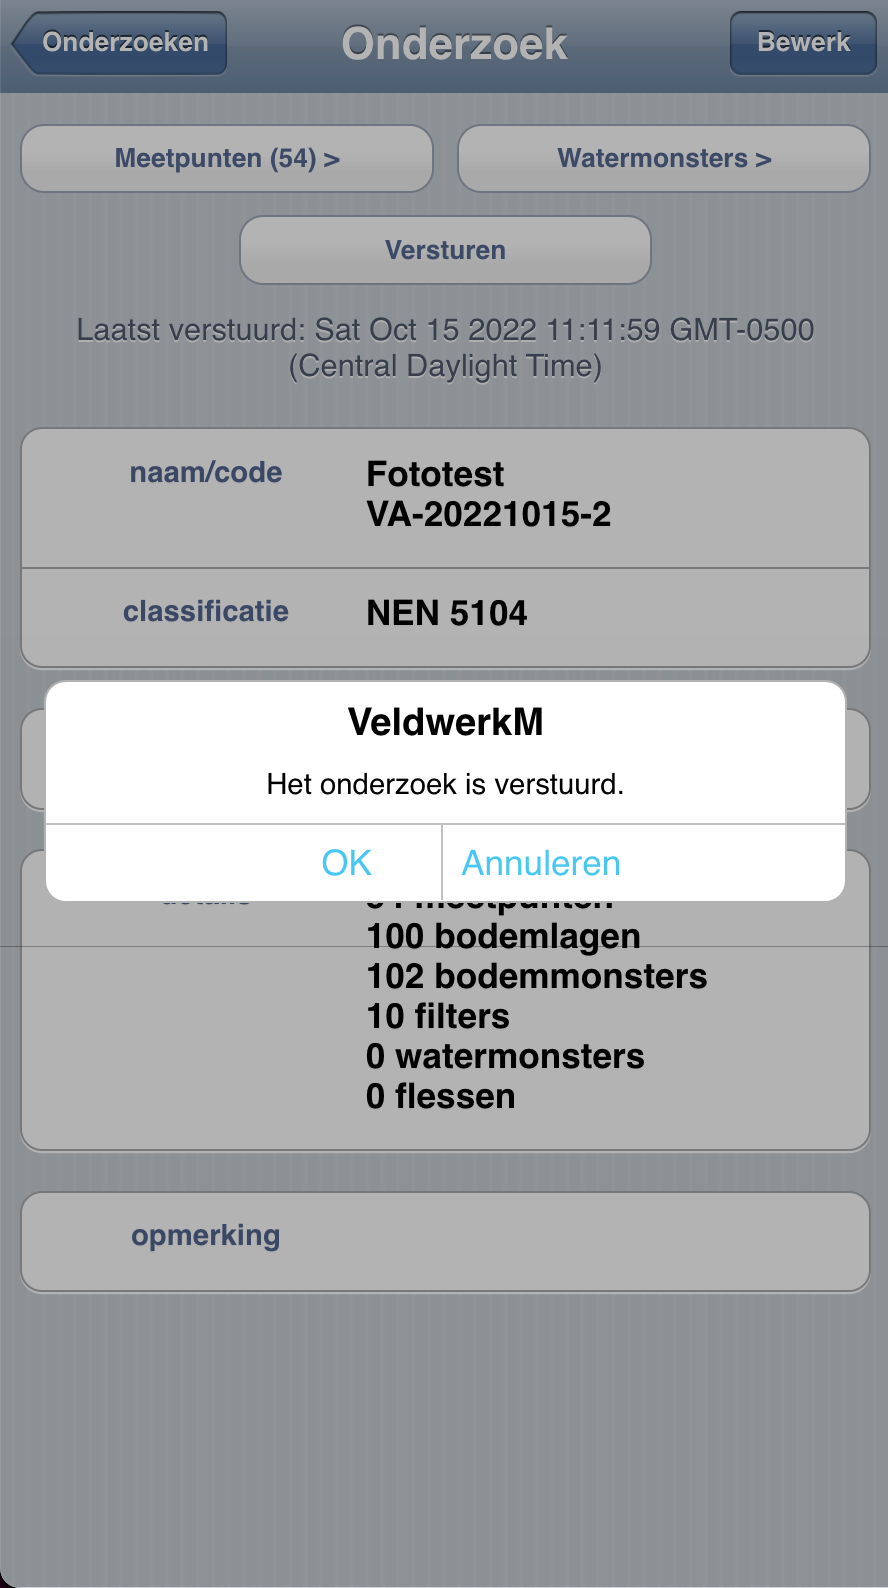 Onderzoeken
Onderzoek
Bewerk
Meetpunten (54) >
Watermonsters >
Versturen
Laatst verstuurd: Sat Oct 15 2022 11:11:59 GMT-0500
(Central Daylight Time)
naam/code
Fototest
VA-20221015-2
classificatie
NEN 5104
VeldwerkM
Het onderzoek is verstuurd.
OK
Annuleren
meetpunten
100 bodemlagen
102 bodemmonsters
10 filters
0 watermonsters
0 flessen
opmerking